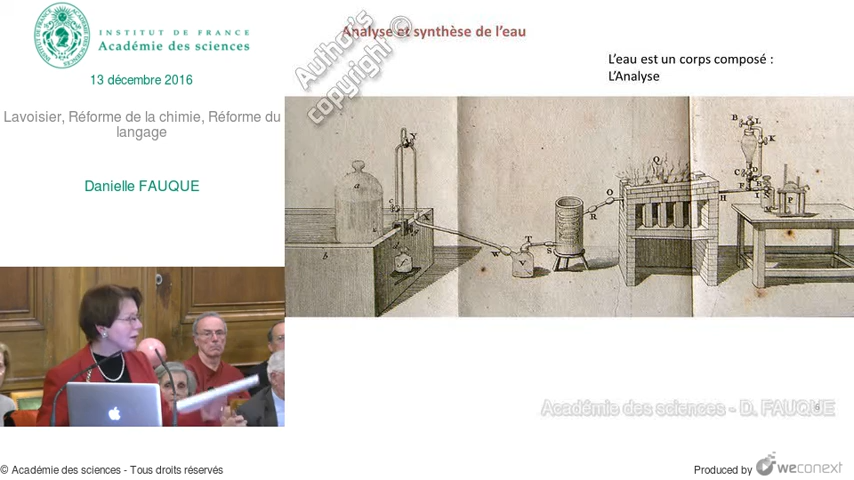 INSTITUT DE FRANCE
Académie des sciences
13 décembre 2016
Lavoisier, Réforme de la chimie, Réforme du
langage
Danielle FAUQUE
Analyse et synthèse de l'eau
Author's
copyright ©
L'eau est un corps composé :
L'Analyse
Académie des sciences - D. FAUQUE
© Académie des sciences - Tous droits réservés
Produced by weconext